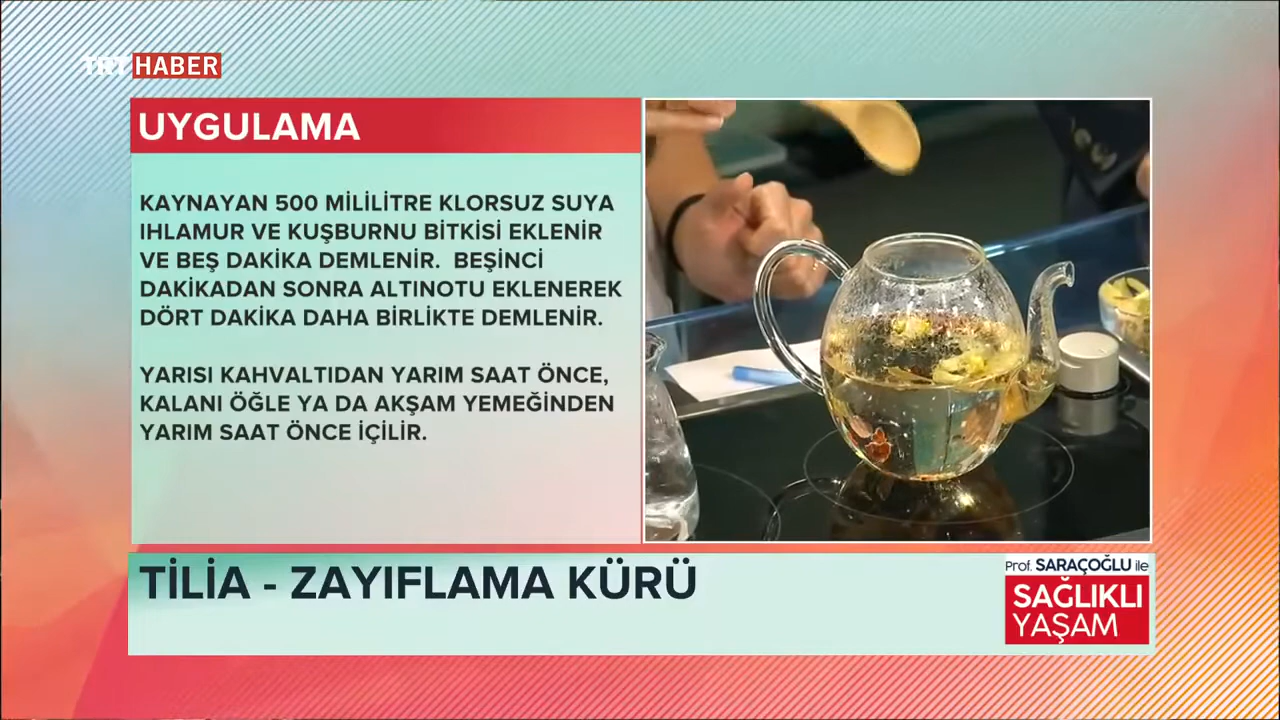 TRT HABER
UYGULAMA
KAYNAYAN 500 MİLİLİTRE KLORSUZ SUYA
IHLAMUR VE KUŞBURNU BİTKİSİ EKLENİR
VE BEŞ DAKİKA DEMLENİR. BEŞİNCİ
DAKİKADAN SONRA ALTINOTU EKLENEREK
DÖRT DAKİKA DAHA BİRLİKTE DEMLENİR.
YARISI KAHVALTIDAN YARIM SAAT ÖNCE,
KALANI ÖĞLE YA DA AKŞAM YEMEĞİNDEN
YARIM SAAT ÖNCE İÇİLİR.
TİLİA - ZAYIFLAMA KÜRÜ
Prof. SARAÇOĞLU ile
SAĞLIKLI
YAŞAM